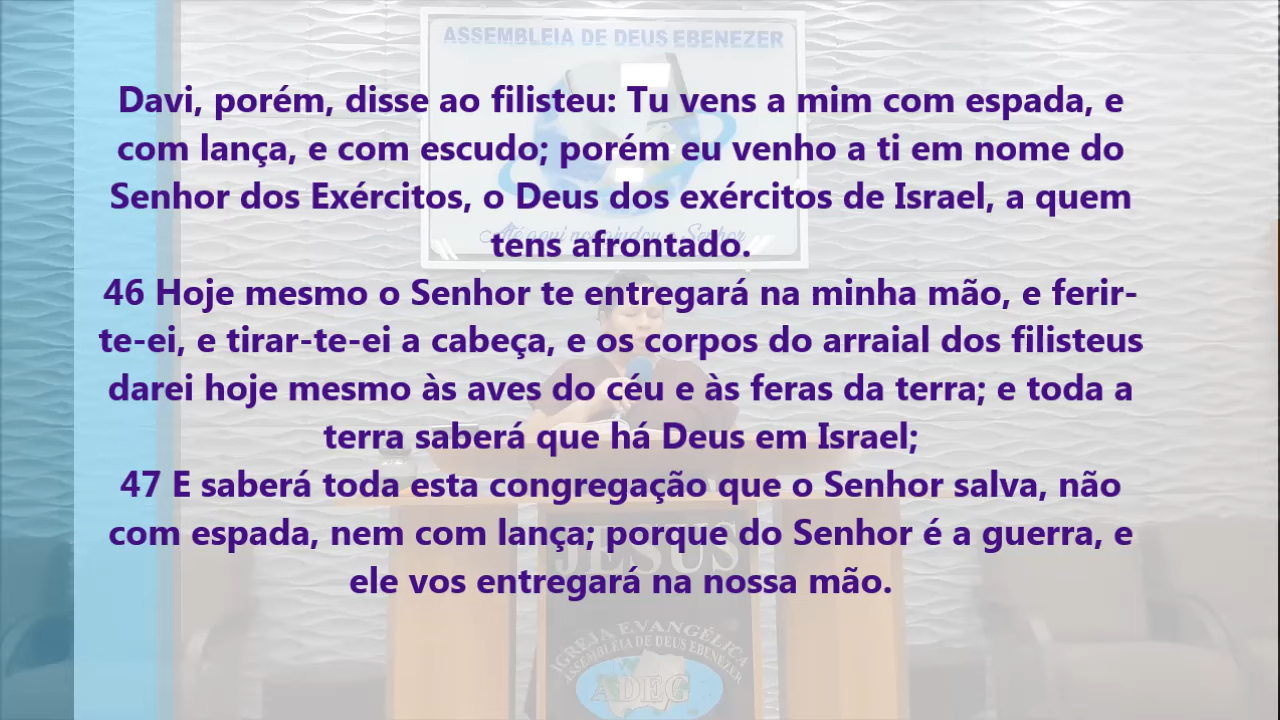 ASSEMBLEIA DE DEUS EBENEZER
Davi, porém, disse ao filisteu: Tu vens a mim com espada, e
com lança, e com escudo; porém eu venho a ti em nome do
Senhor dos Exércitos, o Deus dos exércitos de Israel, a quem
tens afrontado.
Até aqui nos ajudou o Senhor
46 Hoje mesmo o Senhor te entregará na minha mão, e ferir-
te-ei, e tirar-te-ei a cabeça, e os corpos do arraial dos filisteus
darei hoje mesmo às aves do céu e às feras da terra; e toda a
terra saberá que há Deus em Israel;
47 E saberá toda esta congregação que o Senhor salva, não
com espada, nem com lança; porque do Senhor é a guerra, e
ele vos entregará na nossa mão.
JESUS
IGREJA EVANGÉLICA
ASSEMBLEIA DE DEUS EBENEZER
ADEG